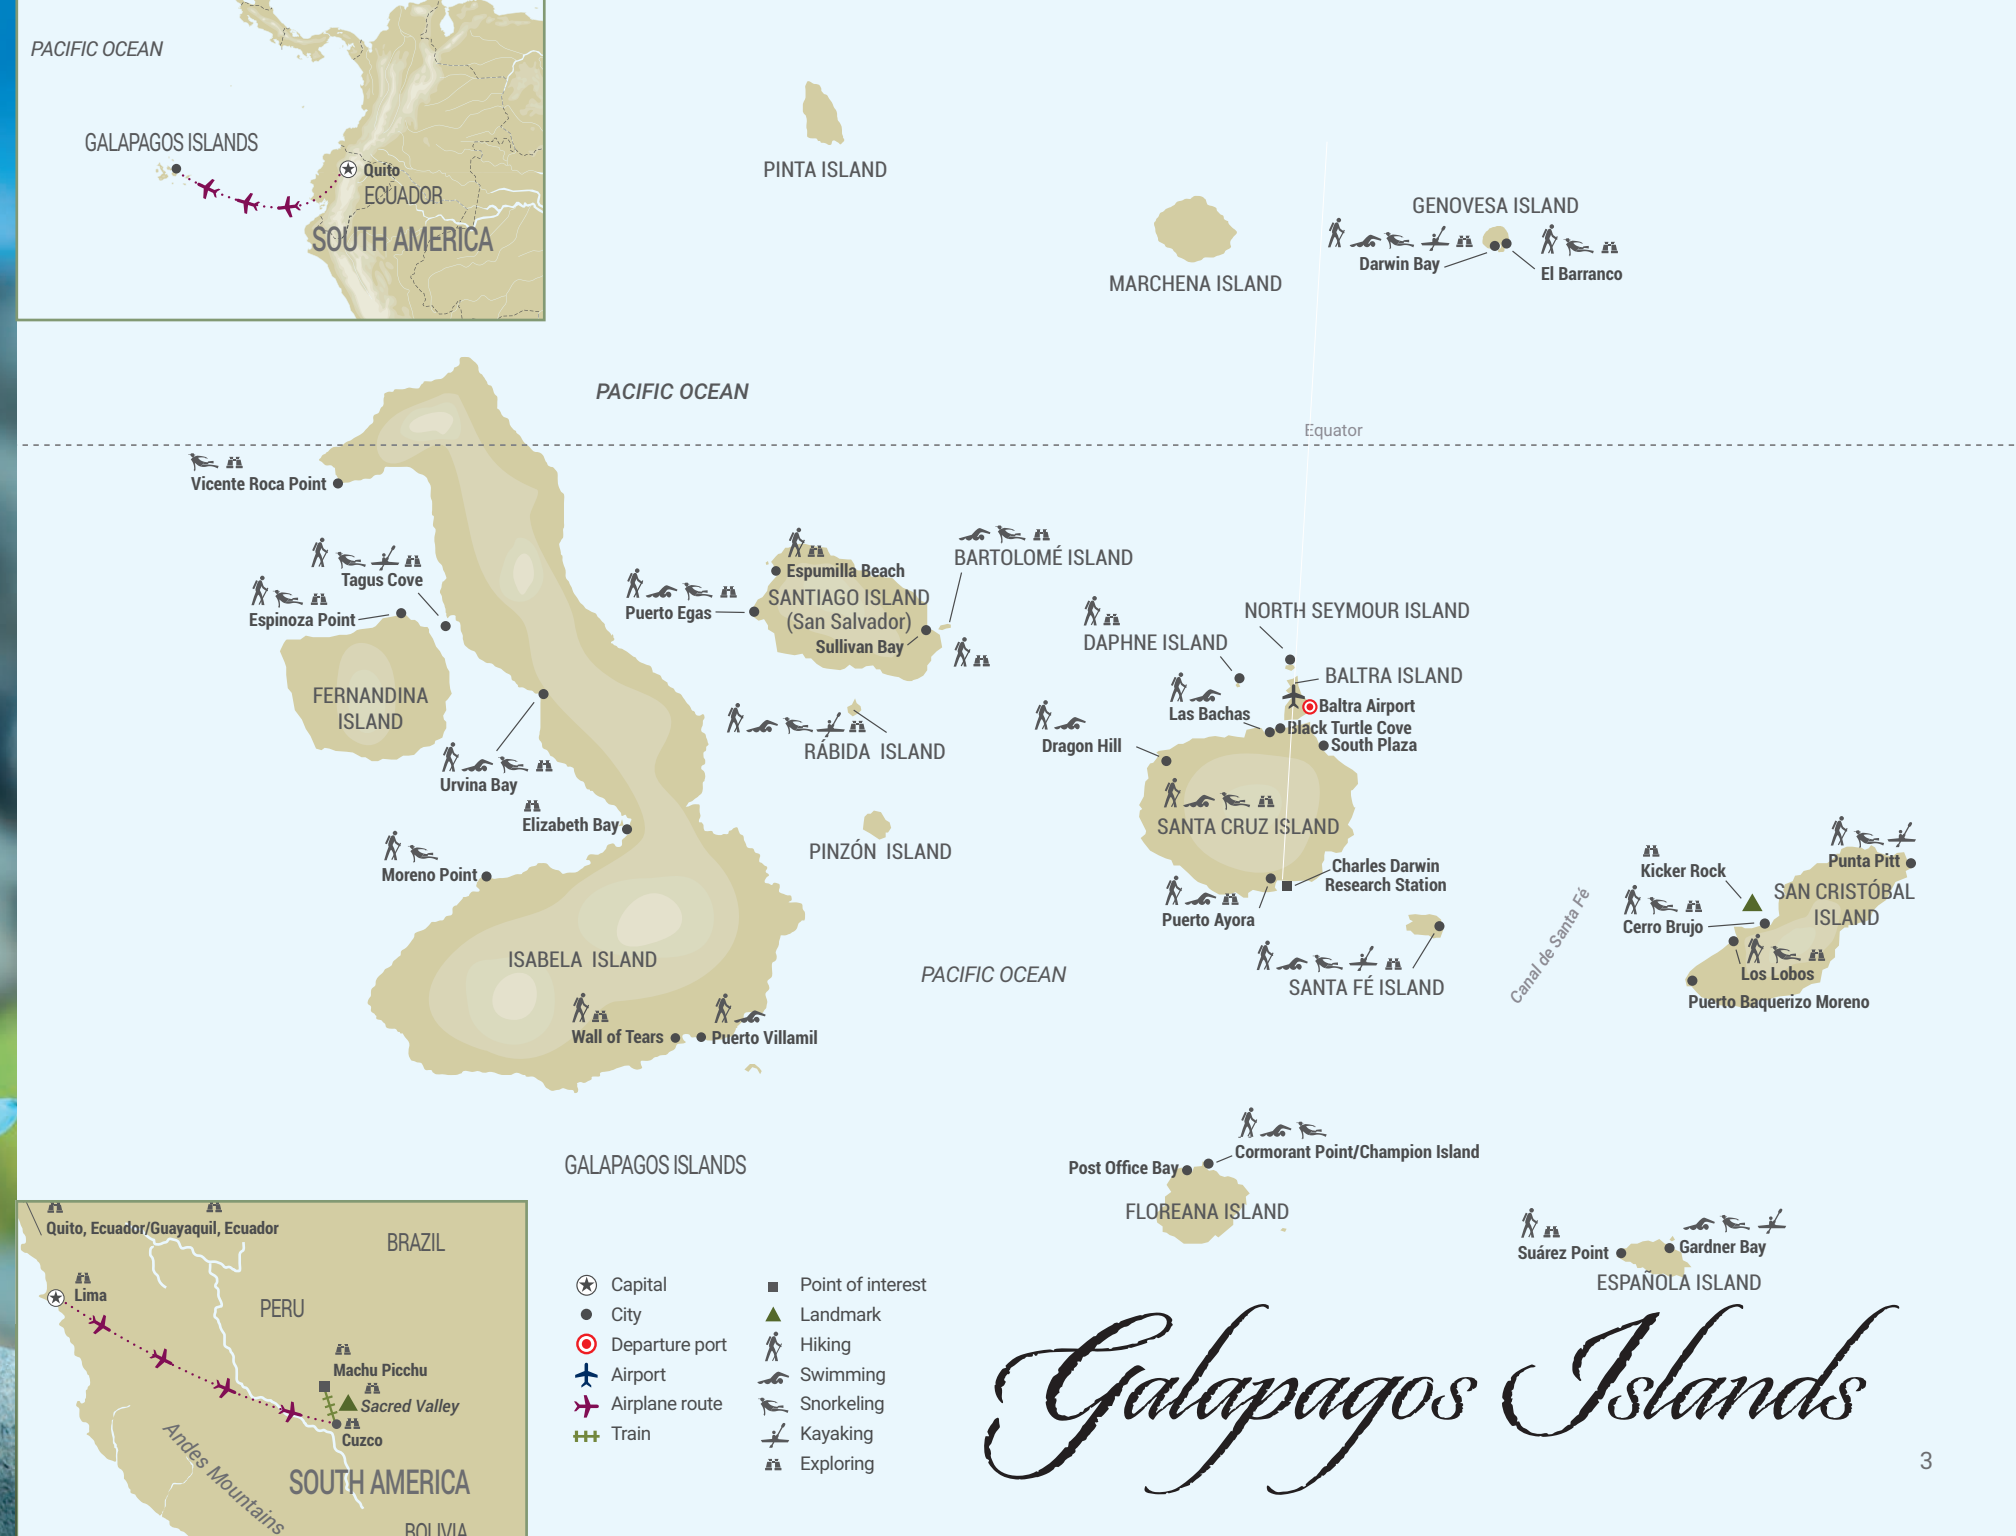 PACIFIC OCEAN
GALAPAGOS ISLANDS
Quito
ECUADOR
SOUTH AMERICA
PINTA ISLAND
MARCHENA ISLAND
GENOVESA ISLAND
Darwin Bay
El Barranco
PACIFIC OCEAN
Equator
Vicente Roca Point
Tagus Cove
Espinoza Point
FERNANDINA
ISLAND
Urvina Bay
Elizabeth Bay
Moreno Point
ISABELA ISLAND
Wall of Tears
Puerto Villamil
Espumilla Beach
Puerto Egas
SANTIAGO ISLAND
(San Salvador)
Sullivan Bay
BARTOLOMÉ ISLAND
RÁBIDA ISLAND
PINZÓN ISLAND
DAPHNE ISLAND
NORTH SEYMOUR ISLAND
BALTRA ISLAND
Baltra Airport
Las Bachas
Black Turtle Cove
South Plaza
Dragon Hill
SANTA CRUZ ISLAND
Charles Darwin
Research Station
Puerto Ayora
SANTA FÉ ISLAND
PACIFIC OCEAN
Canal de Santa Fé
Punta Pitt
Kicker Rock
SAN CRISTÓBAL
ISLAND
Cerro Brujo
Los Lobos
Puerto Baquerizo Moreno
GALAPAGOS ISLANDS
Cormorant Point/Champion Island
Post Office Bay
FLOREANA ISLAND
Suárez Point
Gardner Bay
ESPAÑOLA ISLAND
Quito, Ecuador/Guayaquil, Ecuador
BRAZIL
Lima
PERU
Machu Picchu
Sacred Valley
Cuzco
Andes Mountains
SOUTH AMERICA
BOLIVIA
Capital
City
Departure port
Airport
Airplane route
Train
Point of interest
Landmark
Hiking
Swimming
Snorkeling
Kayaking
Exploring
Galapagos Islands
3